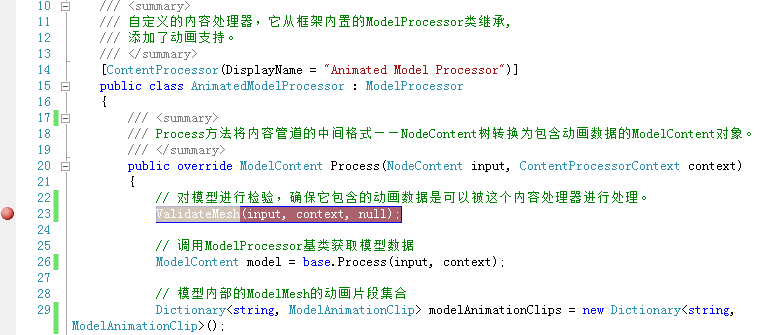 10 /// <summary>
11 /// 自定义的内容处理器，它从框架内置的ModelProcessor类继承,
12 /// 添加了动画支持。
13 /// </summary>
14 [ContentProcessor(DisplayName = "Animated Model Processor")]
15 public class AnimatedModelProcessor : ModelProcessor
16 {
17 /// <summary>
18 /// Process方法将内容管道的中间格式——NodeContent树转换为包含动画数据的ModelContent对象。
19 /// </summary>
20 public override ModelContent Process(NodeContent input, ContentProcessorContext context)
21 {
22 // 对模型进行检验，确保它包含的动画数据是可以被这个内容处理器进行处理。
23 ValidateMesh(input, context, null);
24
25 // 调用ModelProcessor基类获取模型数据
26 ModelContent model = base.Process(input, context);
27
28 // 模型内部的ModelMesh的动画片段集合
29 Dictionary<string, ModelAnimationClip> modelAnimationClips = new Dictionary<string,
ModelAnimationClip>();